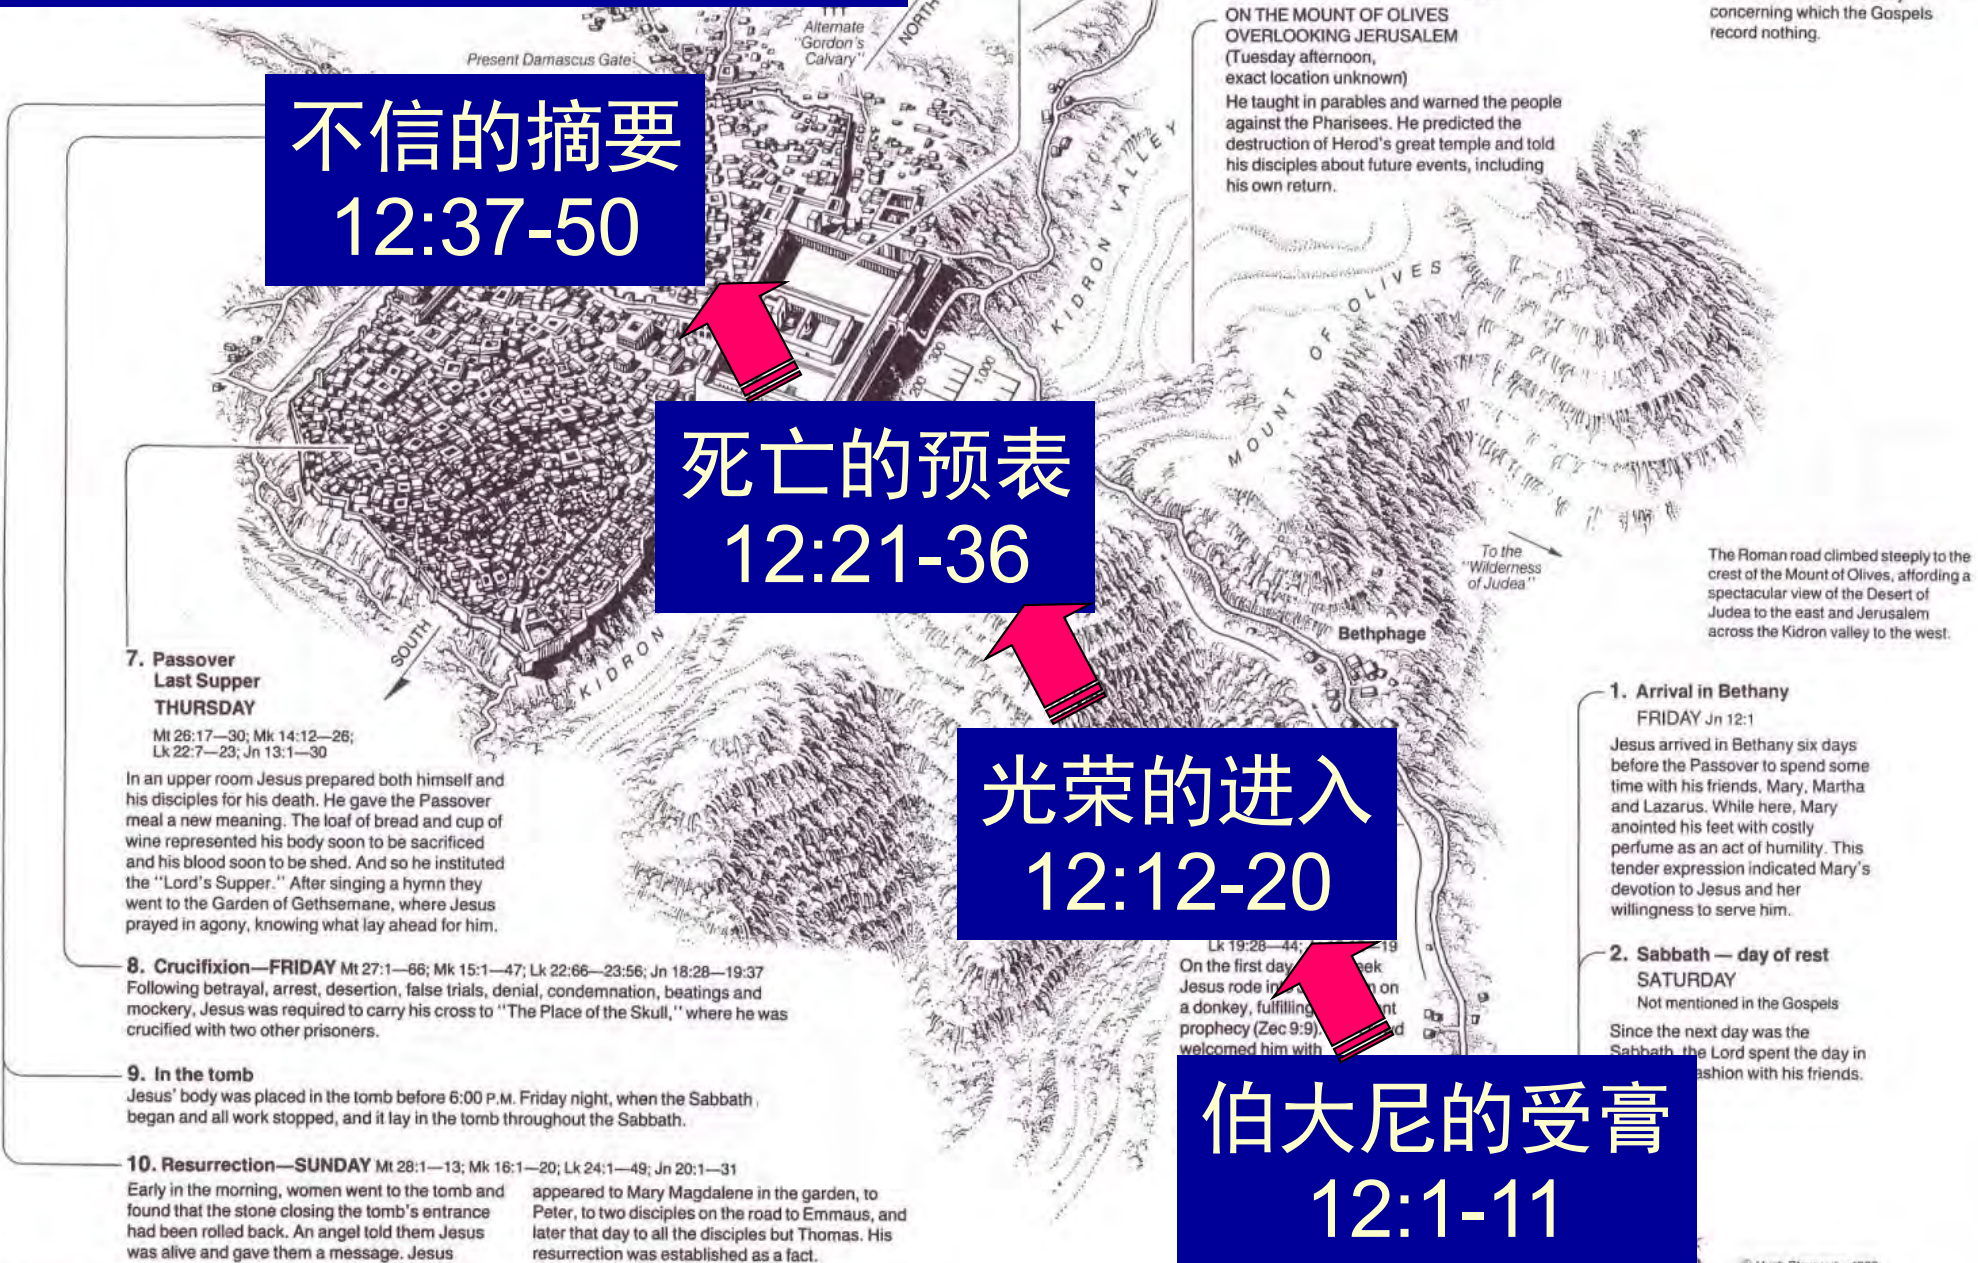 Alternate
"Gordon's
Calvary"
NORTH
Present Damascus Gate
ON THE MOUNT OF OLIVES
OVERLOOKING JERUSALEM
(Tuesday afternoon,
exact location unknown)
He taught in parables and warned the people
against the Pharisees. He predicted the
destruction of Herod's great temple and told
his disciples about future events, including
his own return.
concerning which the Gospels
record nothing.
不信的摘要
12:37-50
KIDRON VALLEY
MOUNT OF OLIVES
300
200
1,000
死亡的预表
12:21-36
To the
"Wilderness
of Judea"
The Roman road climbed steeply to the
crest of the Mount of Olives, affording a
spectacular view of the Desert of
Judea to the east and Jerusalem
across the Kidron valley to the west.
Bethphage
SOUTH
KIDRON
7. Passover
Last Supper
THURSDAY
Mt 26:17—30; Mk 14:12—26;
Lk 22:7—23; Jn 13:1—30
In an upper room Jesus prepared both himself and
his disciples for his death. He gave the Passover
meal a new meaning. The loaf of bread and cup of
wine represented his body soon to be sacrificed
and his blood soon to be shed. And so he instituted
the "Lord's Supper." After singing a hymn they
went to the Garden of Gethsemane, where Jesus
prayed in agony, knowing what lay ahead for him.
光荣的进入
12:12-20
1. Arrival in Bethany
FRIDAY Jn 12:1
Jesus arrived in Bethany six days
before the Passover to spend some
time with his friends, Mary, Martha
and Lazarus. While here, Mary
anointed his feet with costly
perfume as an act of humility. This
tender expression indicated Mary's
devotion to Jesus and her
willingness to serve him.
2. Sabbath — day of rest
SATURDAY
Not mentioned in the Gospels
Since the next day was the
Sabbath, the Lord spent the day in
ashion with his friends.
Lk 19:28—44; —19
On the first day eek
Jesus rode in on
a donkey, fulfilling nt
prophecy (Zec 9:9). d
welcomed him with
8. Crucifixion—FRIDAY Mt 27:1—66; Mk 15:1—47; Lk 22:66—23:56; Jn 18:28—19:37
Following betrayal, arrest, desertion, false trials, denial, condemnation, beatings and
mockery, Jesus was required to carry his cross to "The Place of the Skull," where he was
crucified with two other prisoners.
9. In the tomb
Jesus' body was placed in the tomb before 6:00 P.M. Friday night, when the Sabbath
began and all work stopped, and it lay in the tomb throughout the Sabbath.
10. Resurrection—SUNDAY Mt 28:1—13; Mk 16:1—20; Lk 24:1—49; Jn 20:1—31
Early in the morning, women went to the tomb and
found that the stone closing the tomb's entrance
had been rolled back. An angel told them Jesus
was alive and gave them a message. Jesus
appeared to Mary Magdalene in the garden, to
Peter, to two disciples on the road to Emmaus, and
later that day to all the disciples but Thomas. His
resurrection was established as a fact.
伯大尼的受膏
12:1-11